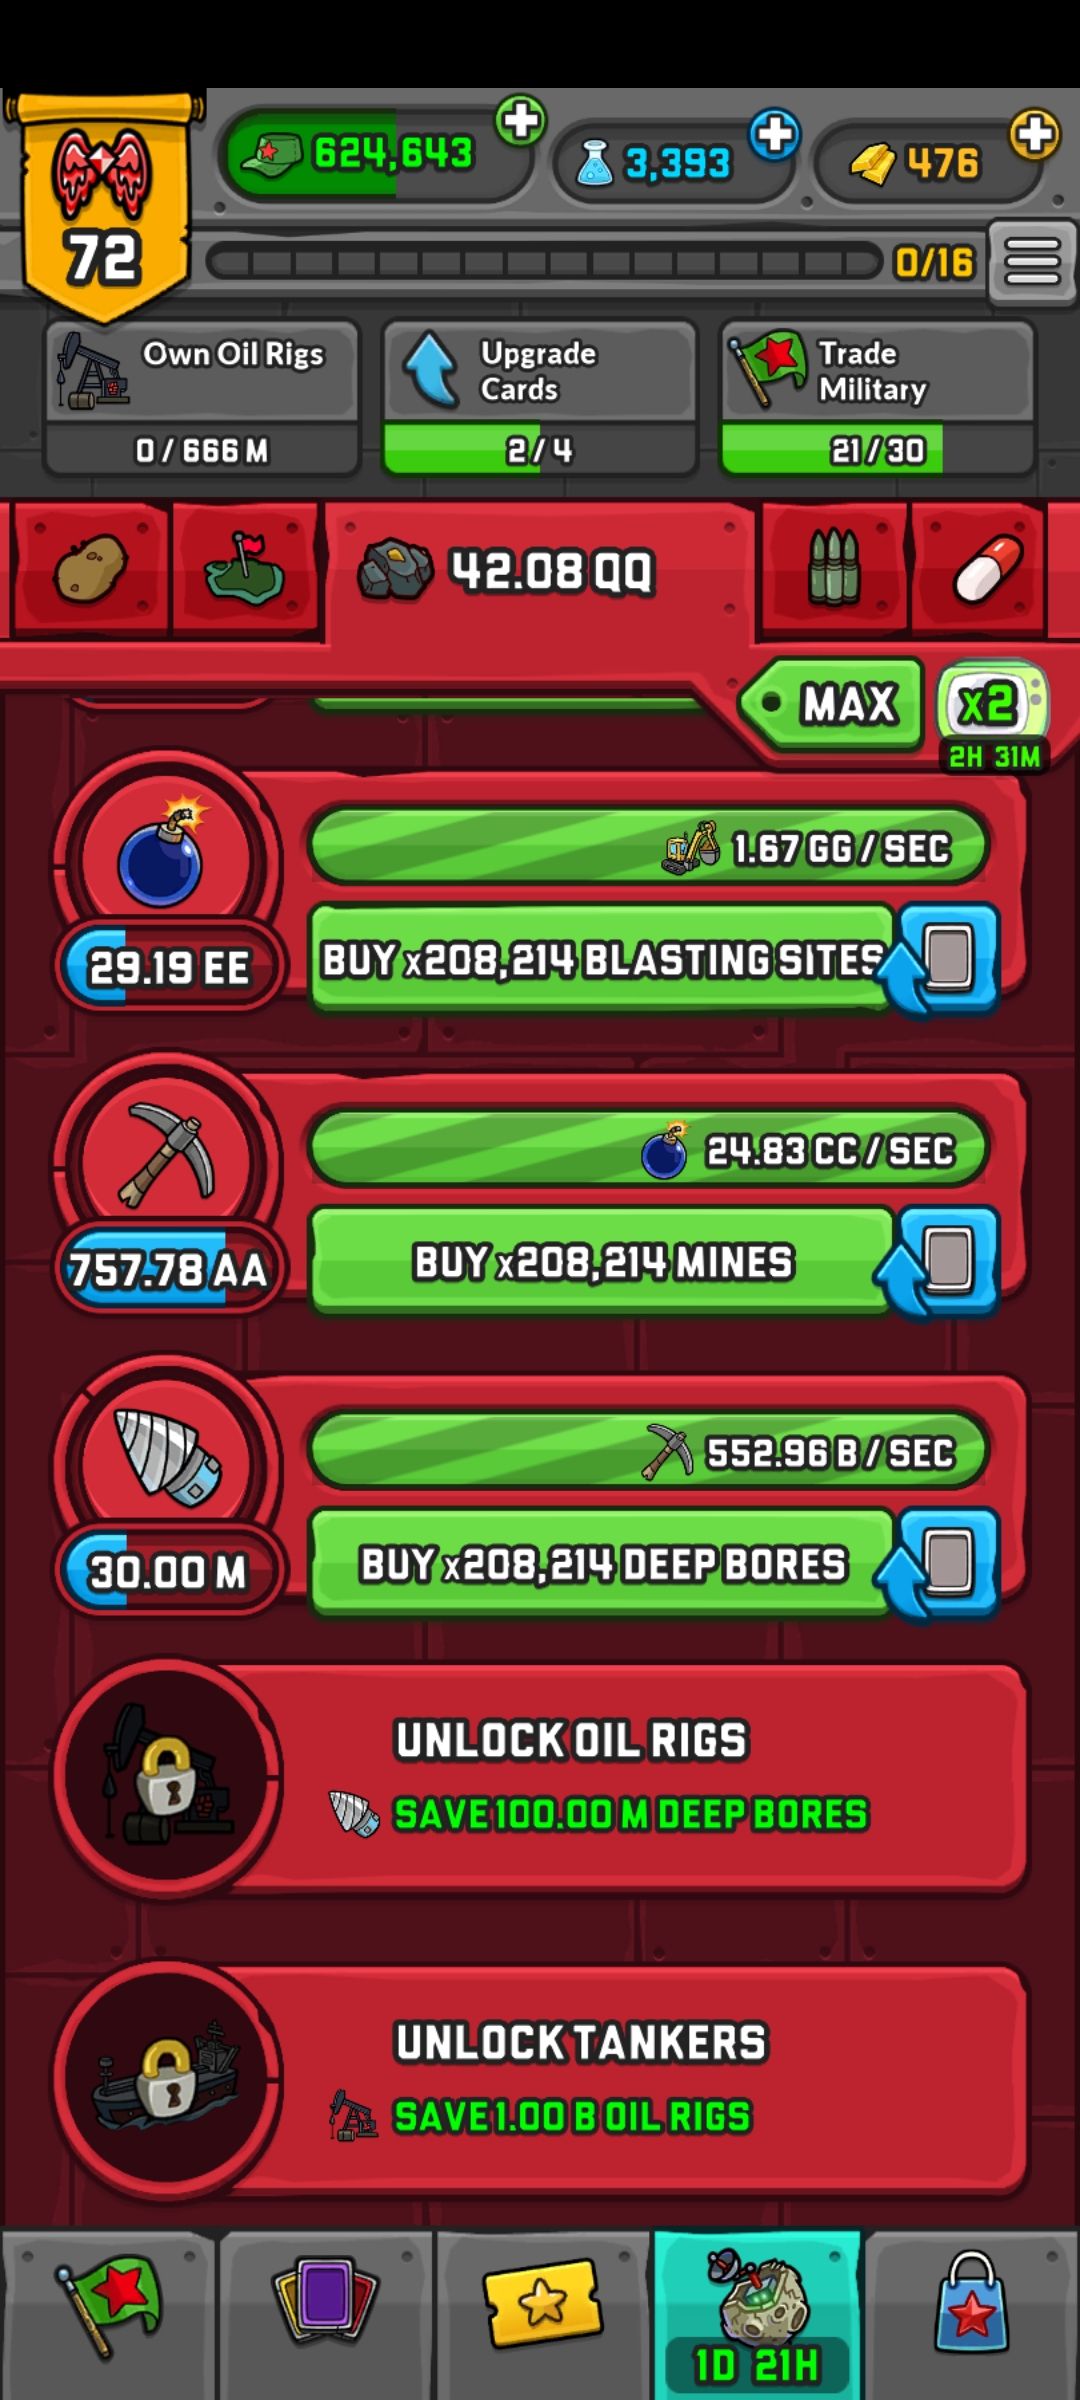 624,643
3,393
476
72
0/16
Own Oil Rigs
0 / 666 M
Upgrade
Cards
2 / 4
Trade
Military
21 / 30
42.08 QQ
MAX
x2
2H 31M
1.67 GG / SEC
29.19 EE
BUY x208,214 BLASTING SITES
24.83 CC / SEC
757.78 AA
BUY x208,214 MINES
552.96 B / SEC
30.00 M
BUY x208,214 DEEP BORES
UNLOCK OIL RIGS
SAVE 100.00 M DEEP BORES
UNLOCK TANKERS
SAVE 1.00 B OIL RIGS
1D 21H